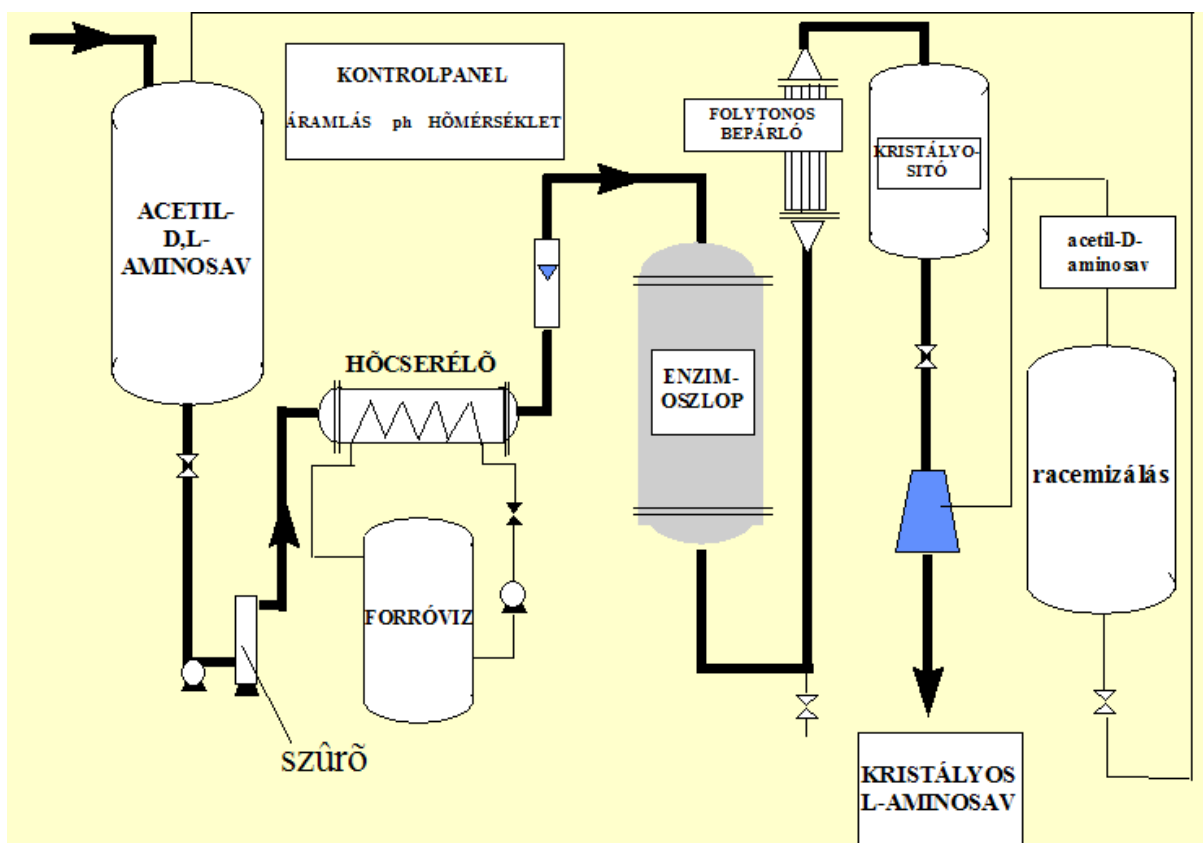 KONTROLPANEL
ÁRAMLÁS ph HÕMÉRSÉKLET
ACETIL-
D,L-
AMINOSAV
HÕCSERÉLÕ
FORRÓVIZ
szûrõ
ENZIM-
OSZLOP
FOLYTONOS
BEPÁRLÓ
KRISTÁLYO-
SITÓ
acetil-D-
aminosav
racemizálás
KRISTÁLYOS
L-AMINOSAV